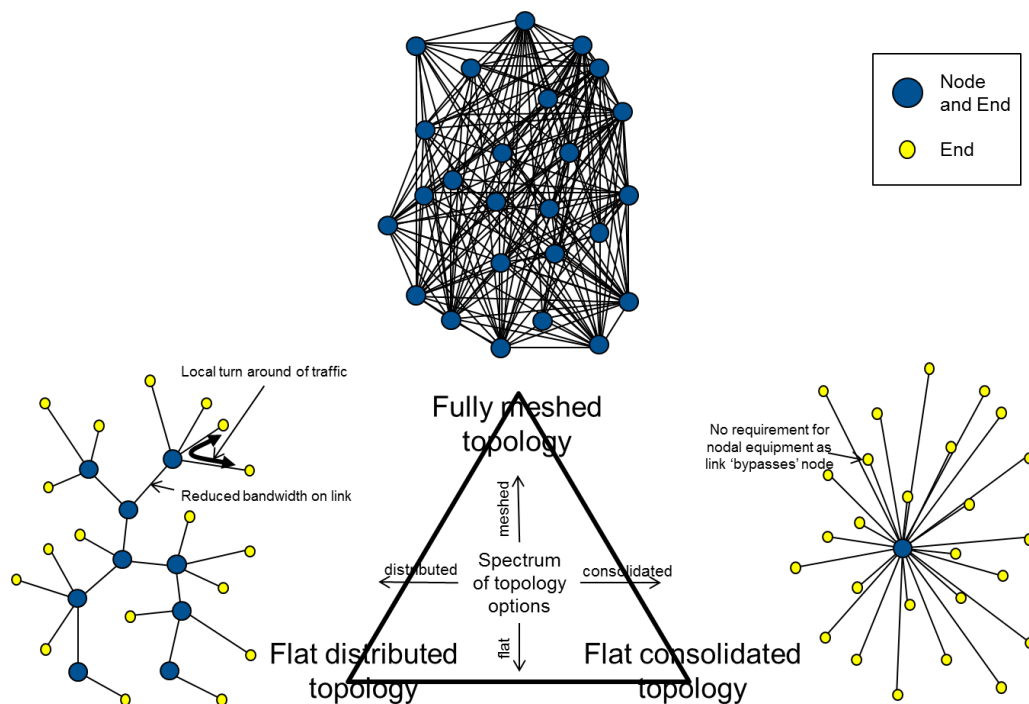 Node
and End
End
Local turn around of traffic
Reduced bandwidth on link
Fully meshed
topology
No requirement for
nodal equipment as
link ‘bypasses’ node
meshed
distributed
Spectrum
of topology
options
consolidated
flat
Flat distributed
topology
Flat consolidated
topology